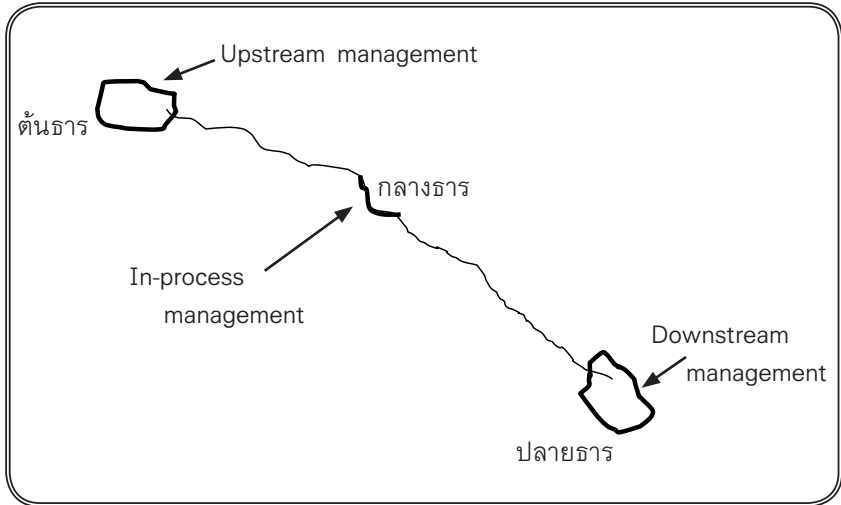 Upstream management
ต้นธาร
กลางธาร
In-process
management
Downstream
management
ปลายธาร